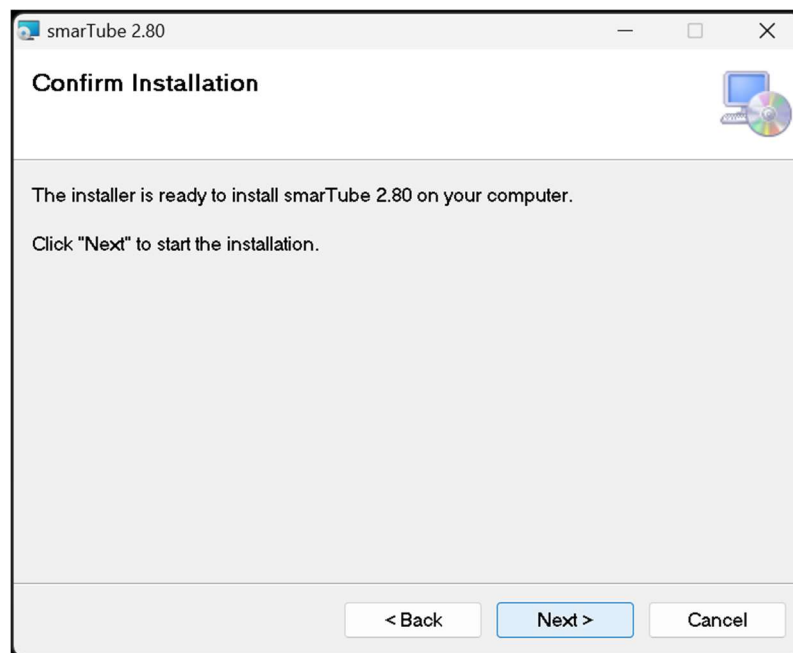 smarTube 2.80
Confirm Installation
The installer is ready to install smarTube 2.80 on your computer.
Click "Next" to start the installation.
< Back
Next >
Cancel